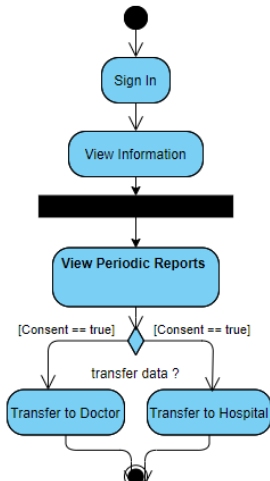 Sign In
View Information
View Periodic Reports
[Consent == true]
[Consent == true]
transfer data ?
Transfer to Doctor
Transfer to Hospital